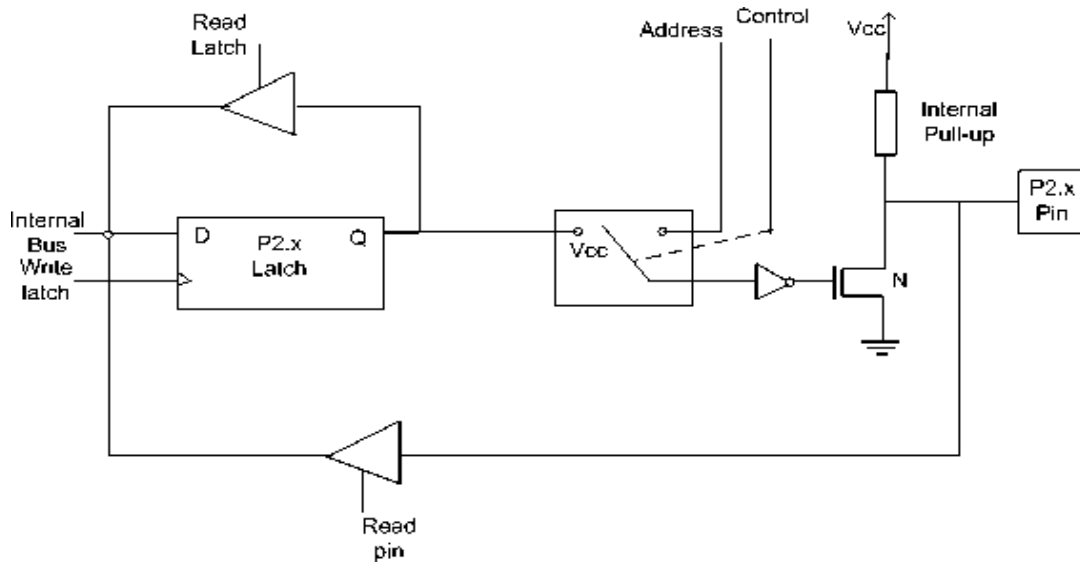 Read
Latch
Address
Control
Vcc
Internal
Pull-up
P2.x
Pin
Internal
Bus
Write
latch
D
Q
P2.x
Latch
Vcc
N
Read
pin